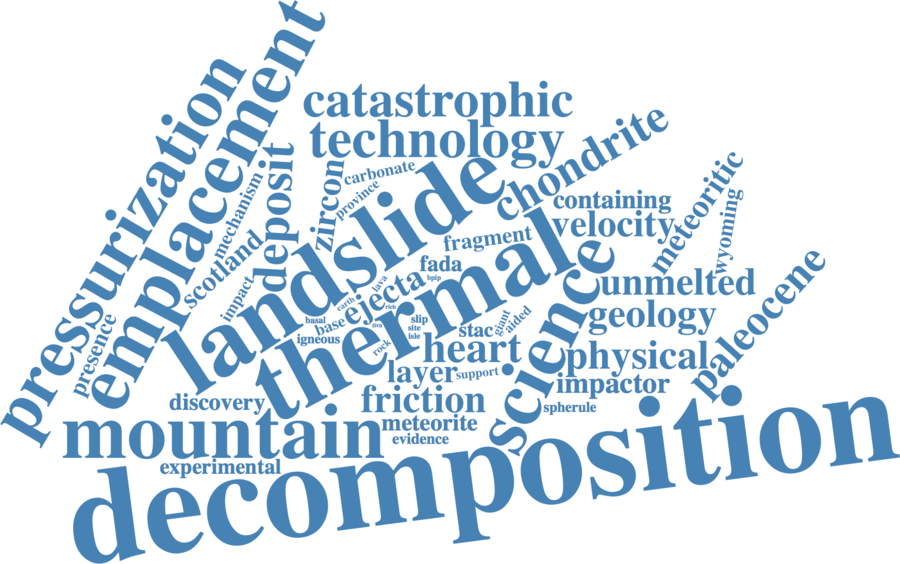 pressurization
emplacement
catastrophic
technology
chondrite
carbonate
province
zircon
deposit
mechanism
scotland
landslide
containing
velocity
meteoritic
wyoming
fragment
thermal
fada
bpip
lava
ejecta
earth
rich
impact
basal
base
igneous
slip
site
isle
rock
stac
giant
aided
science
unmelted
geology
paleocene
presence
heart
physical
layer
support
impactor
discovery
friction
spherule
mountain
meteorite
evidence
experimental
decomposition